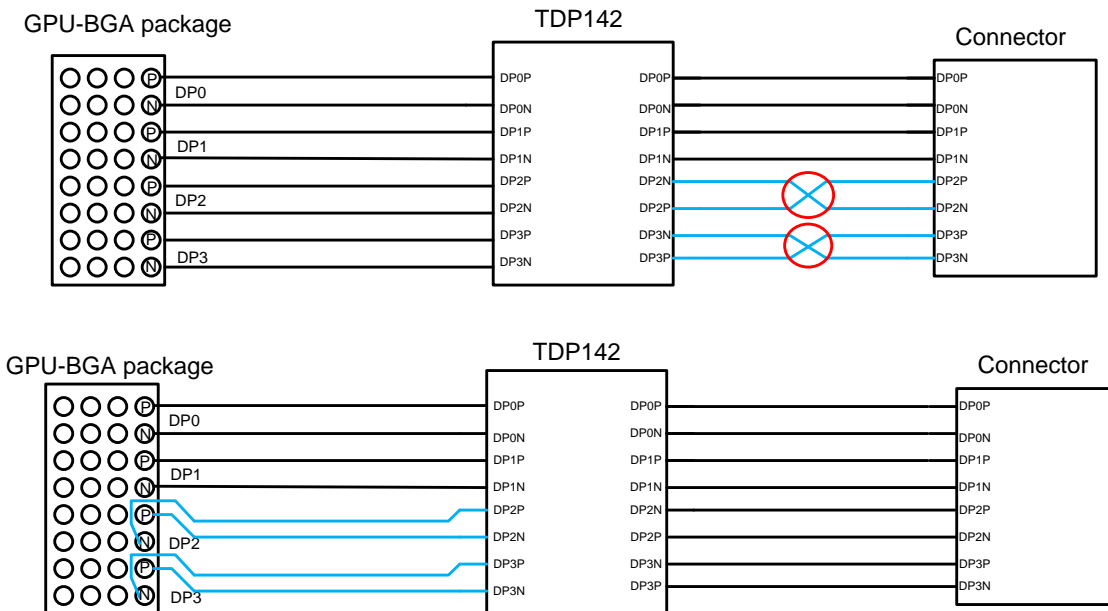 GPU-BGA package
TDP142
Connector
P
DP0P
DP0P
DP0P
DP0
N
DP0N
DP0N
DP0N
P
DP1P
DP1P
DP1P
DP1
N
DP1N
DP1N
DP1N
P
DP2P
DP2N
DP2P
DP2
N
DP2N
DP2P
DP2N
P
DP3P
DP3N
DP3P
DP3
N
DP3N
DP3P
DP3N
GPU-BGA package
TDP142
Connector
P
DP0P
DP0P
DP0P
DP0
N
DP0N
DP0N
DP0N
P
DP1P
DP1P
DP1P
DP1
N
DP1N
DP1N
DP1N
P
DP2P
DP2N
DP2P
N
DP2
DP2N
DP2P
DP2N
P
DP3P
DP3N
DP3P
N
DP3
DP3N
DP3P
DP3N